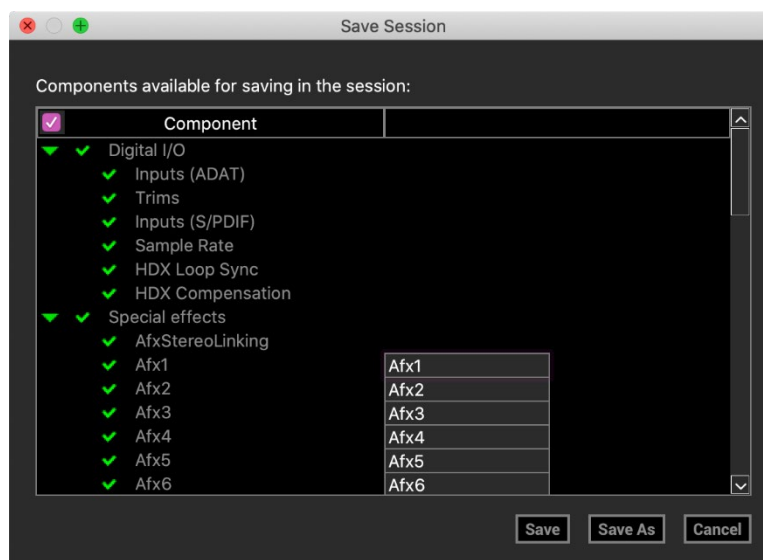 Save Session
Components available for saving in the session:
Component
Digital I/O
Inputs (ADAT)
Trims
Inputs (S/PDIF)
Sample Rate
HDX Loop Sync
HDX Compensation
Special effects
AfxStereoLinking
Afx1 Afx1
Afx2 Afx2
Afx3 Afx3
Afx4 Afx4
Afx5 Afx5
Afx6 Afx6
Save Save As Cancel